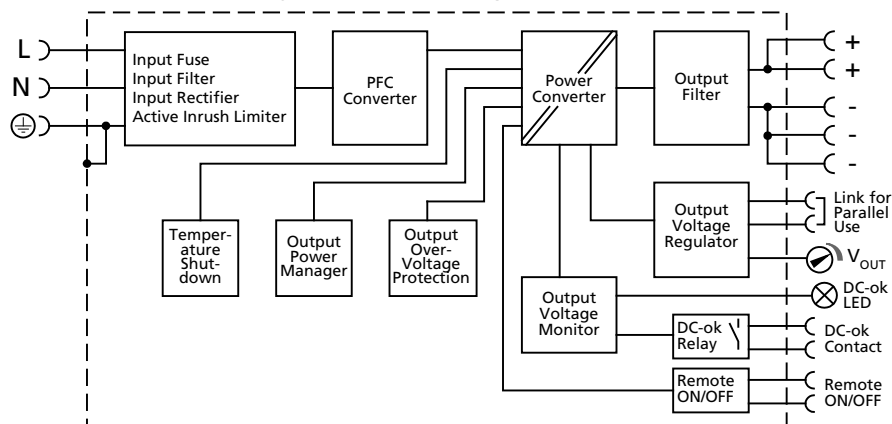 L
N
Input Fuse
Input Filter
Input Rectifier
Active Inrush Limiter
PFC
Converter
Power
Converter
Output
Filter
+
+
-
-
-
Temper-
ature
Shut-
down
Output
Power
Manager
Output
Over-
Voltage
Protection
Output
Voltage
Regulator
Link for
Parallel
Use
VOUT
Output
Voltage
Monitor
DC-ok
LED
DC-ok
Relay
DC-ok
Contact
Remote
ON/OFF
Remote
ON/OFF